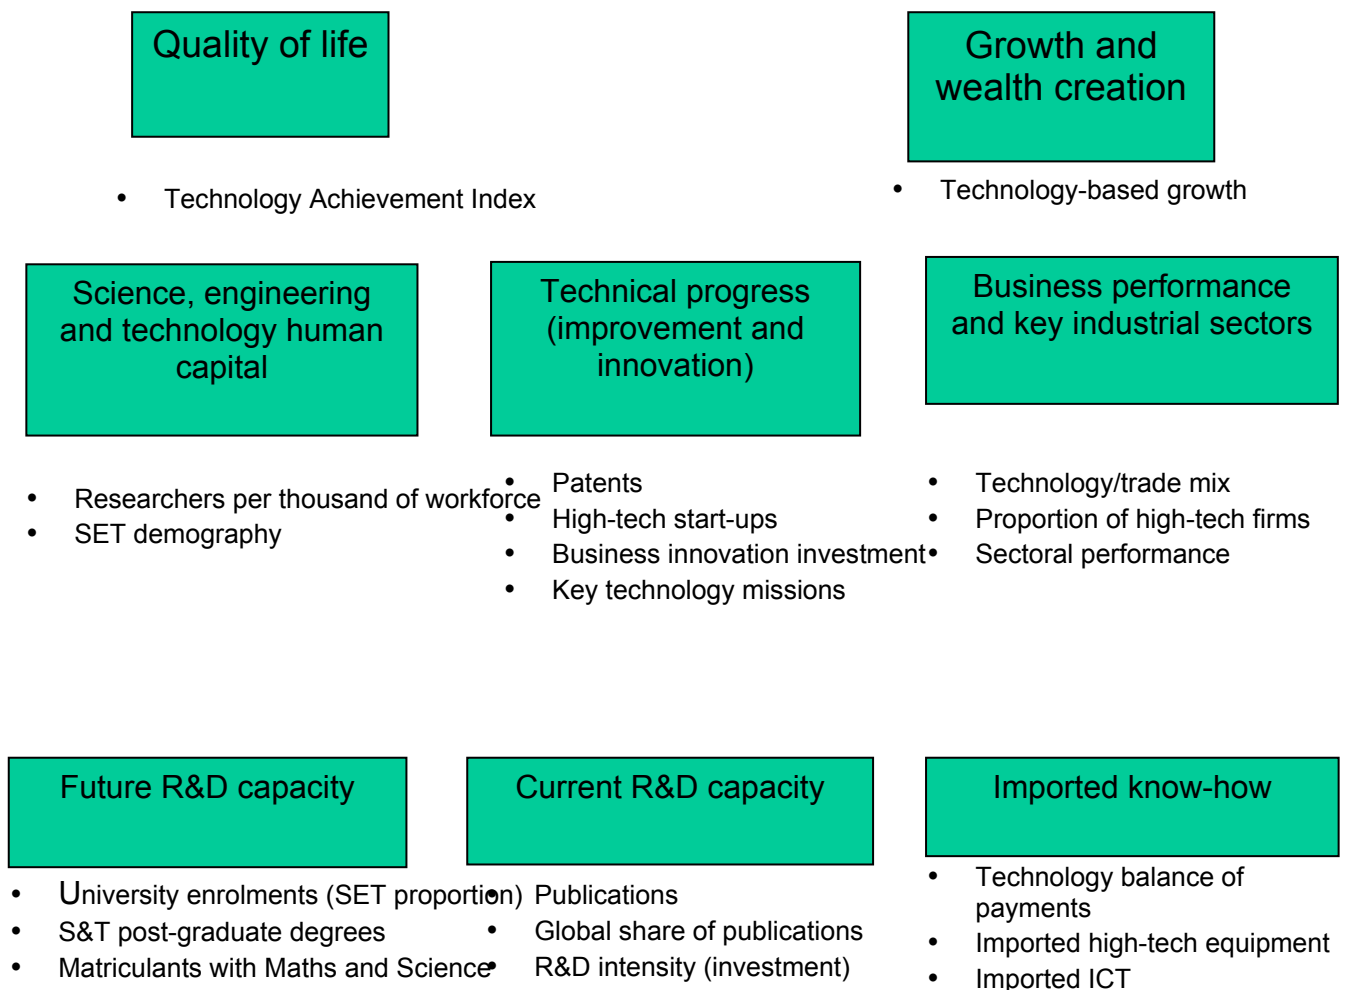 Quality of life
Growth and
wealth creation
• Technology Achievement Index
• Technology-based growth
Science, engineering
and technology human
capital
Technical progress
(improvement and
innovation)
Business performance
and key industrial sectors
• Researchers per thousand of workforce
• SET demography
• Patents
• High-tech start-ups
• Business innovation investment
• Key technology missions
• Technology/trade mix
• Proportion of high-tech firms
• Sectoral performance
Future R&D capacity
Current R&D capacity
Imported know-how
• University enrolments (SET proportion)
• S&T post-graduate degrees
• Matriculants with Maths and Science
• Publications
• Global share of publications
• R&D intensity (investment)
• Technology balance of
payments
• Imported high-tech equipment
• Imported ICT